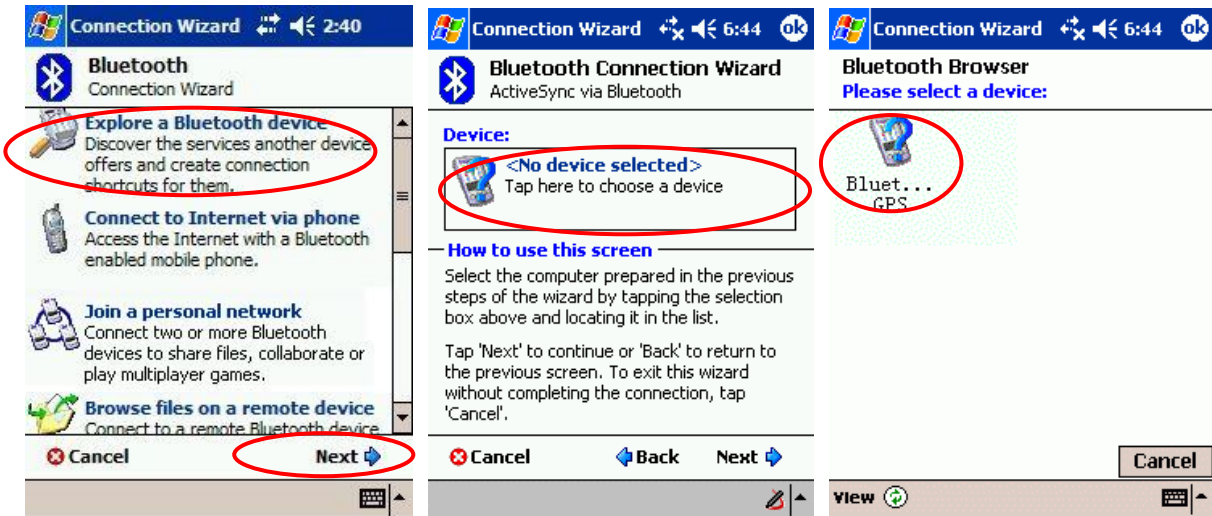 Connection Wizard 2:40
Bluetooth
Connection Wizard
Explore a Bluetooth device
Discover the services another device
offers and create connection
shortcuts for them.
Connect to Internet via phone
Access the Internet with a Bluetooth
enabled mobile phone.
Join a personal network
Connect two or more Bluetooth
devices to share files, collaborate or
play multiplayer games.
Browse files on a remote device
Connect to a remote Bluetooth device
Cancel Next
Connection Wizard 6:44 ok
Bluetooth Connection Wizard
ActiveSync via Bluetooth
Device:
<No device selected>
Tap here to choose a device
How to use this screen
Select the computer prepared in the previous
steps of the wizard by tapping the selection
box above and locating it in the list.
Tap 'Next' to continue or 'Back' to return to
the previous screen. To exit this wizard
without completing the connection, tap
'Cancel'.
Cancel Back Next
Connection Wizard 6:44 ok
Bluetooth Browser
Please select a device:
Bluet...
GPS
Cancel
View